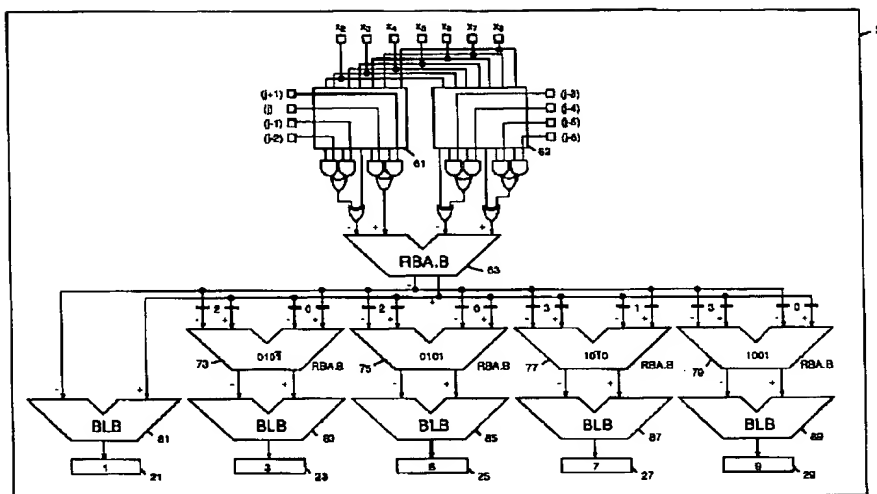 x2 x3 x4 x5 x6 x7 x8
(j+1) (j-3)
(j) (j-4)
(j-1) (j-5)
(j-2) (j-6)
61 62
- + - +
RBA.B
63
- +
2 0 2 0 3 1 3 0
- + - + - + - + - + - + - + - +
73 0101̅ RBA.B 75 0101 RBA.B 77 101̅0 RBA.B 79 1001 RBA.B
- + - + - + - + - +
BLB 81 BLB 83 BLB 85 BLB 87 BLB 89
1 21 3 23 5 25 7 27 9 29